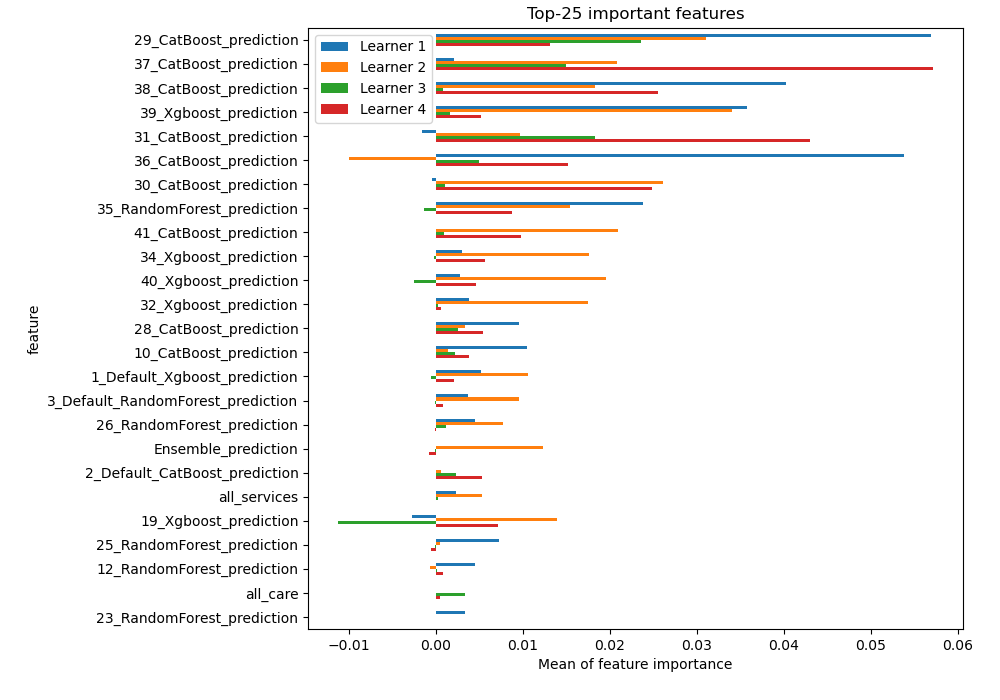 Top-25 important features
29_CatBoost_prediction
37_CatBoost_prediction
38_CatBoost_prediction
39_Xgboost_prediction
31_CatBoost_prediction
36_CatBoost_prediction
30_CatBoost_prediction
35_RandomForest_prediction
41_CatBoost_prediction
34_Xgboost_prediction
40_Xgboost_prediction
32_Xgboost_prediction
28_CatBoost_prediction
10_CatBoost_prediction
1_Default_Xgboost_prediction
3_Default_RandomForest_prediction
26_RandomForest_prediction
Ensemble_prediction
2_Default_CatBoost_prediction
all_services
19_Xgboost_prediction
25_RandomForest_prediction
12_RandomForest_prediction
all_care
23_RandomForest_prediction
feature
Learner 1
Learner 2
Learner 3
Learner 4
−0.01 0.00 0.01 0.02 0.03 0.04 0.05 0.06
Mean of feature importance